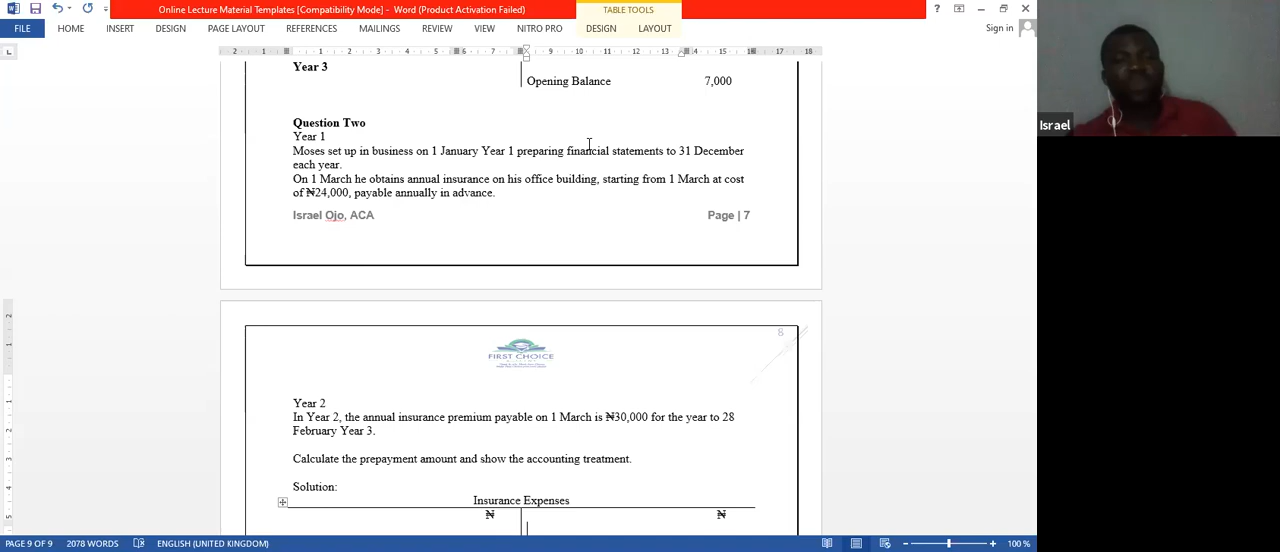 Online Lecture Material Templates [Compatibility Mode] - Word (Product Activation Failed)
TABLE TOOLS
FILE HOME INSERT DESIGN PAGE LAYOUT REFERENCES MAILINGS REVIEW VIEW NITRO PRO DESIGN LAYOUT
Sign in
Year 3
Opening Balance 7,000
Question Two
Year 1
Moses set up in business on 1 January Year 1 preparing financial statements to 31 December
each year.
On 1 March he obtains annual insurance on his office building, starting from 1 March at cost
of ₦24,000, payable annually in advance.
Israel Ojo, ACA Page | 7
8
FIRST CHOICE
Year 2
In Year 2, the annual insurance premium payable on 1 March is ₦30,000 for the year to 28
February Year 3.
Calculate the prepayment amount and show the accounting treatment.
Solution:
Insurance Expenses
₦ ₦
PAGE 9 OF 9 2078 WORDS ENGLISH (UNITED KINGDOM) 100 %
Israel